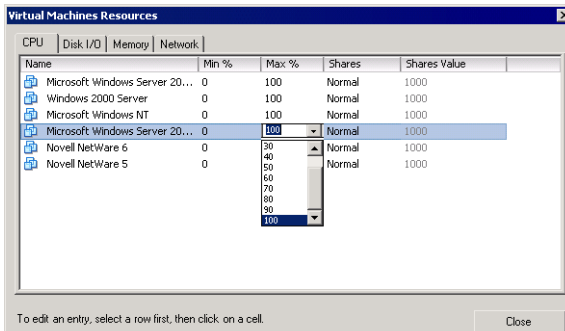 Virtual Machines Resources
CPU Disk I/O Memory Network
Name Min % Max % Shares Shares Value
Microsoft Windows Server 20... 0 100 Normal 1000
Windows 2000 Server 0 100 Normal 1000
Microsoft Windows NT 0 100 Normal 1000
Microsoft Windows Server 20... 0 100 Normal 1000
Novell NetWare 6 0 Normal 1000
Novell NetWare 5 0 Normal 1000
30
40
50
60
70
80
90
100
To edit an entry, select a row first, then click on a cell.
Close